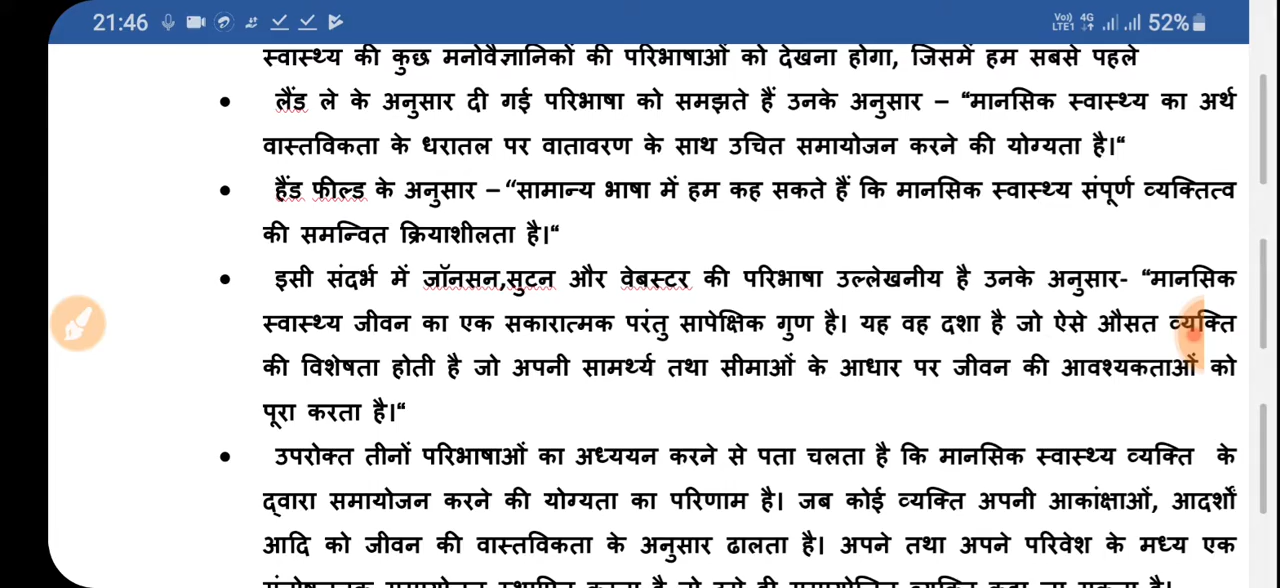 21:46
Vo) 4G LTE1 52%
स्वास्थ्य की कुछ मनोवैज्ञानिकों की परिभाषाओं को देखना होगा, जिसमें हम सबसे पहले
● लैंड ले के अनुसार दी गई परिभाषा को समझते हैं उनके अनुसार – “मानसिक स्वास्थ्य का अर्थ
वास्तविकता के धरातल पर वातावरण के साथ उचित समायोजन करने की योग्यता है।“
● हैंड फील्ड के अनुसार – “सामान्य भाषा में हम कह सकते हैं कि मानसिक स्वास्थ्य संपूर्ण व्यक्तित्व
की समन्वित क्रियाशीलता है।“
● इसी संदर्भ में जॉनसन,सुटन और वेबस्टर की परिभाषा उल्लेखनीय है उनके अनुसार- “मानसिक
स्वास्थ्य जीवन का एक सकारात्मक परंतु सापेक्षिक गुण है। यह वह दशा है जो ऐसे औसत व्यक्ति
की विशेषता होती है जो अपनी सामर्थ्य तथा सीमाओं के आधार पर जीवन की आवश्यकताओं को
पूरा करता है।“
● उपरोक्त तीनों परिभाषाओं का अध्ययन करने से पता चलता है कि मानसिक स्वास्थ्य व्यक्ति के
द्वारा समायोजन करने की योग्यता का परिणाम है। जब कोई व्यक्ति अपनी आकांक्षाओं, आदर्शों
आदि को जीवन की वास्तविकता के अनुसार ढालता है। अपने तथा अपने परिवेश के मध्य एक